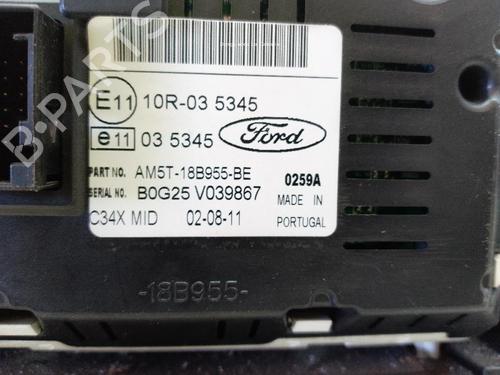 E11 10R-03 5345
e11 03 5345 Ford
PART NO. AM5T-18B955-BE 0259A
SERIAL NO. B0G25 V039867 MADE IN
C34X MID 02-08-11 PORTUGAL
-18B955-
B-PARTS